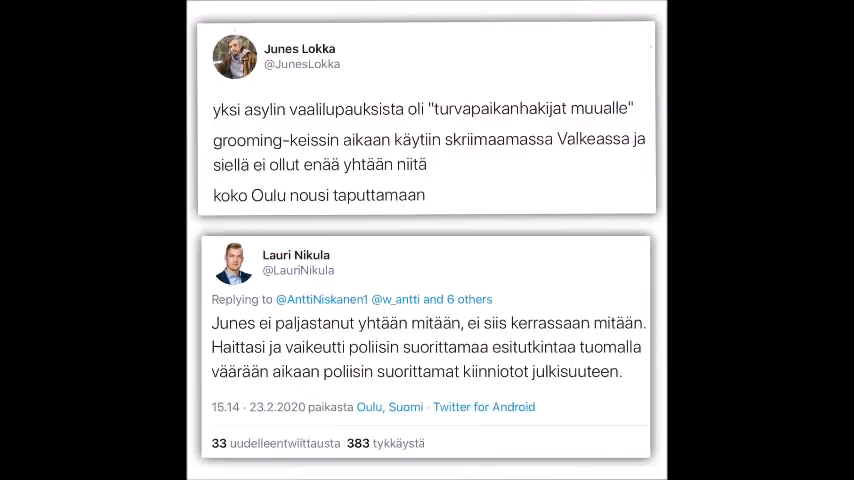 Junes Lokka
@JunesLokka
yksi asylin vaalilupauksista oli "turvapaikanhakijat muualle"
grooming-keissin aikaan käytiin skriimaamassa Valkeassa ja
siellä ei ollut enää yhtään niitä
koko Oulu nousi taputtamaan
Lauri Nikula
@LauriNikula
Replying to @AnttiNiskanen1 @w_antti and 6 others
Junes ei paljastanut yhtään mitään, ei siis kerrassaan mitään.
Haittasi ja vaikeutti poliisin suorittamaa esitutkintaa tuomalla
väärään aikaan poliisin suorittamat kiinniotot julkisuuteen.
15.14 · 23.2.2020 paikasta Oulu, Suomi · Twitter for Android
33 uudelleentwiittausta 383 tykkäystä